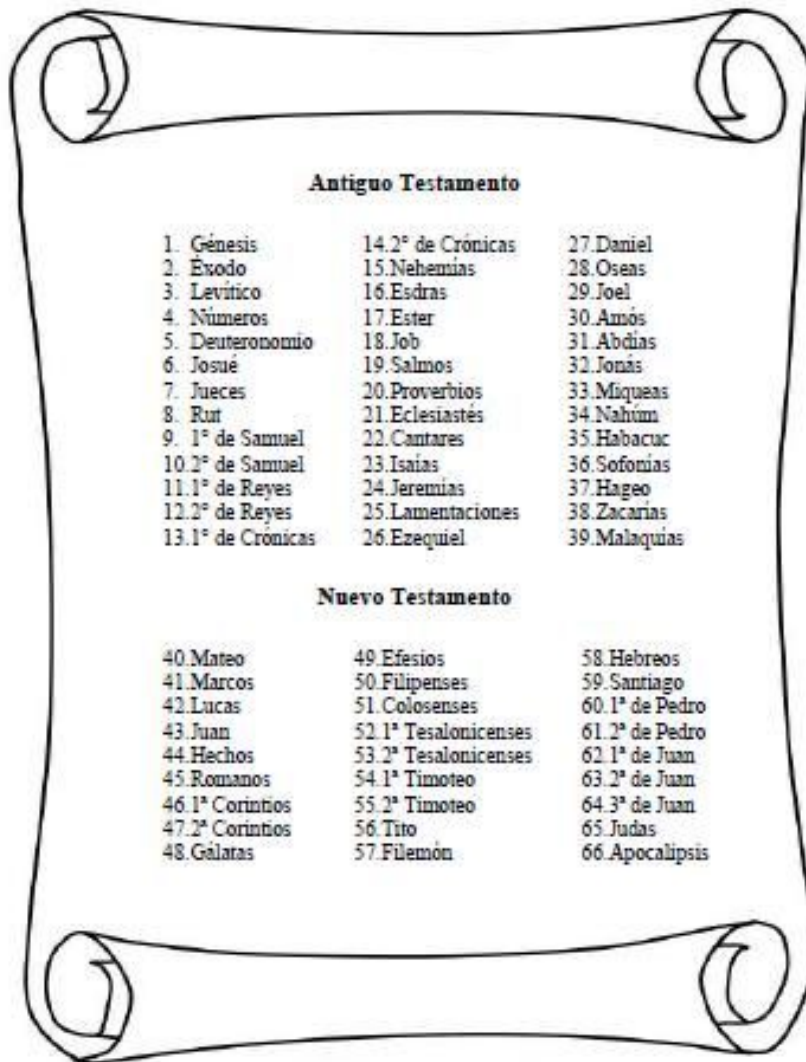 Antiguo Testamento
1. Génesis
2. Éxodo
3. Levítico
4. Números
5. Deuteronomio
6. Josué
7. Jueces
8. Rut
9. 1° de Samuel
10.2° de Samuel
11.1° de Reyes
12.2° de Reyes
13.1° de Crónicas
14.2° de Crónicas
15.Nehemías
16.Esdras
17.Ester
18.Job
19.Salmos
20.Proverbios
21.Eclesiastés
22.Cantares
23.Isaías
24.Jeremías
25.Lamentaciones
26.Ezequiel
27.Daniel
28.Oseas
29.Joel
30.Amós
31.Abdías
32.Jonás
33.Miqueas
34.Nahúm
35.Habacuc
36.Sofonías
37.Hageo
38.Zacarías
39.Malaquías
Nuevo Testamento
40.Mateo
41.Marcos
42.Lucas
43.Juan
44.Hechos
45.Romanos
46.1ª Corintios
47.2ª Corintios
48.Gálatas
49.Efesios
50.Filipenses
51.Colosenses
52.1ª Tesalonicenses
53.2ª Tesalonicenses
54.1ª Timoteo
55.2ª Timoteo
56.Tito
57.Filemón
58.Hebreos
59.Santiago
60.1ª de Pedro
61.2ª de Pedro
62.1ª de Juan
63.2ª de Juan
64.3ª de Juan
65.Judas
66.Apocalipsis